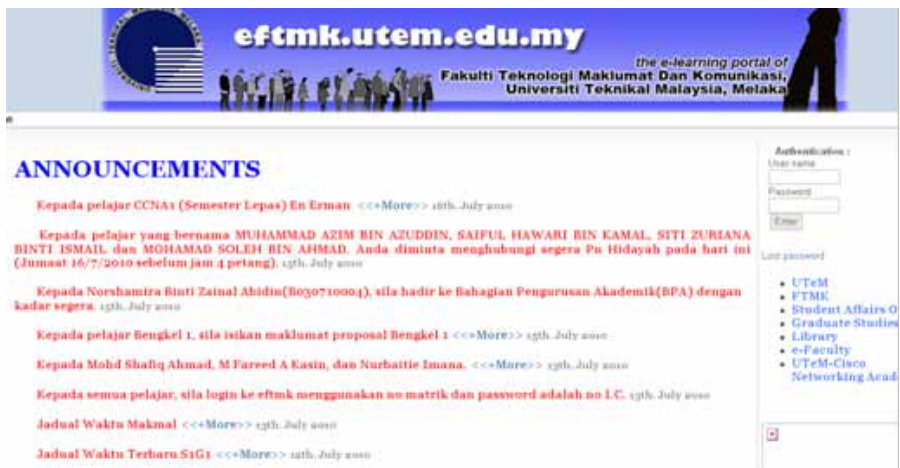 eftmk.utem.edu.my
the e-learning portal of
Fakulti Teknologi Maklumat Dan Komunikasi,
Universiti Teknikal Malaysia, Melaka
ANNOUNCEMENTS
Kepada pelajar CCNA1 (Semester Lepas) En Erman <<+More>> 16th. July 2010
Kepada pelajar yang bernama MUHAMMAD AZIM BIN AZUDDIN, SAIFUL HAWARI BIN KAMAL, SITI ZURIANA
BINTI ISMAIL dan MOHAMAD SOLEH BIN AHMAD. Anda diminta menghubungi segera Pn Hidayah pada hari ini
(Jumaat 16/7/2010 sebelum jam 4 petang). 15th. July 2010
Kepada Norshamira Binti Zainal Abidin(B030710004), sila hadir ke Bahagian Pengurusan Akademik(BPA) dengan
kadar segera. 15th. July 2010
Kepada pelajar Bengkel 1, sila isikan maklumat proposal Bengkel 1 <<+More>> 15th. July 2010
Kepada Mohd Shafiq Ahmad, M Fareed A Kasin, dan Nurbaitie Imana. <<+More>> July 2010
Kepada semua pelajar, sila login ke eftmk menggunakan no matrik dan password adalah no I.C. 13th. July 2010
Jadual Waktu Makmal <<+More>> 13th. July 2010
Jadual Waktu Terbaru S1G1 <<+More>> 12th. July 2010
Authentication :
User name
Password
Enter
Lost password
UTeM
FTMK
Student Affairs O
Graduate Studies
Library
e-Faculty
UTeM-Cisco
Networking Acad